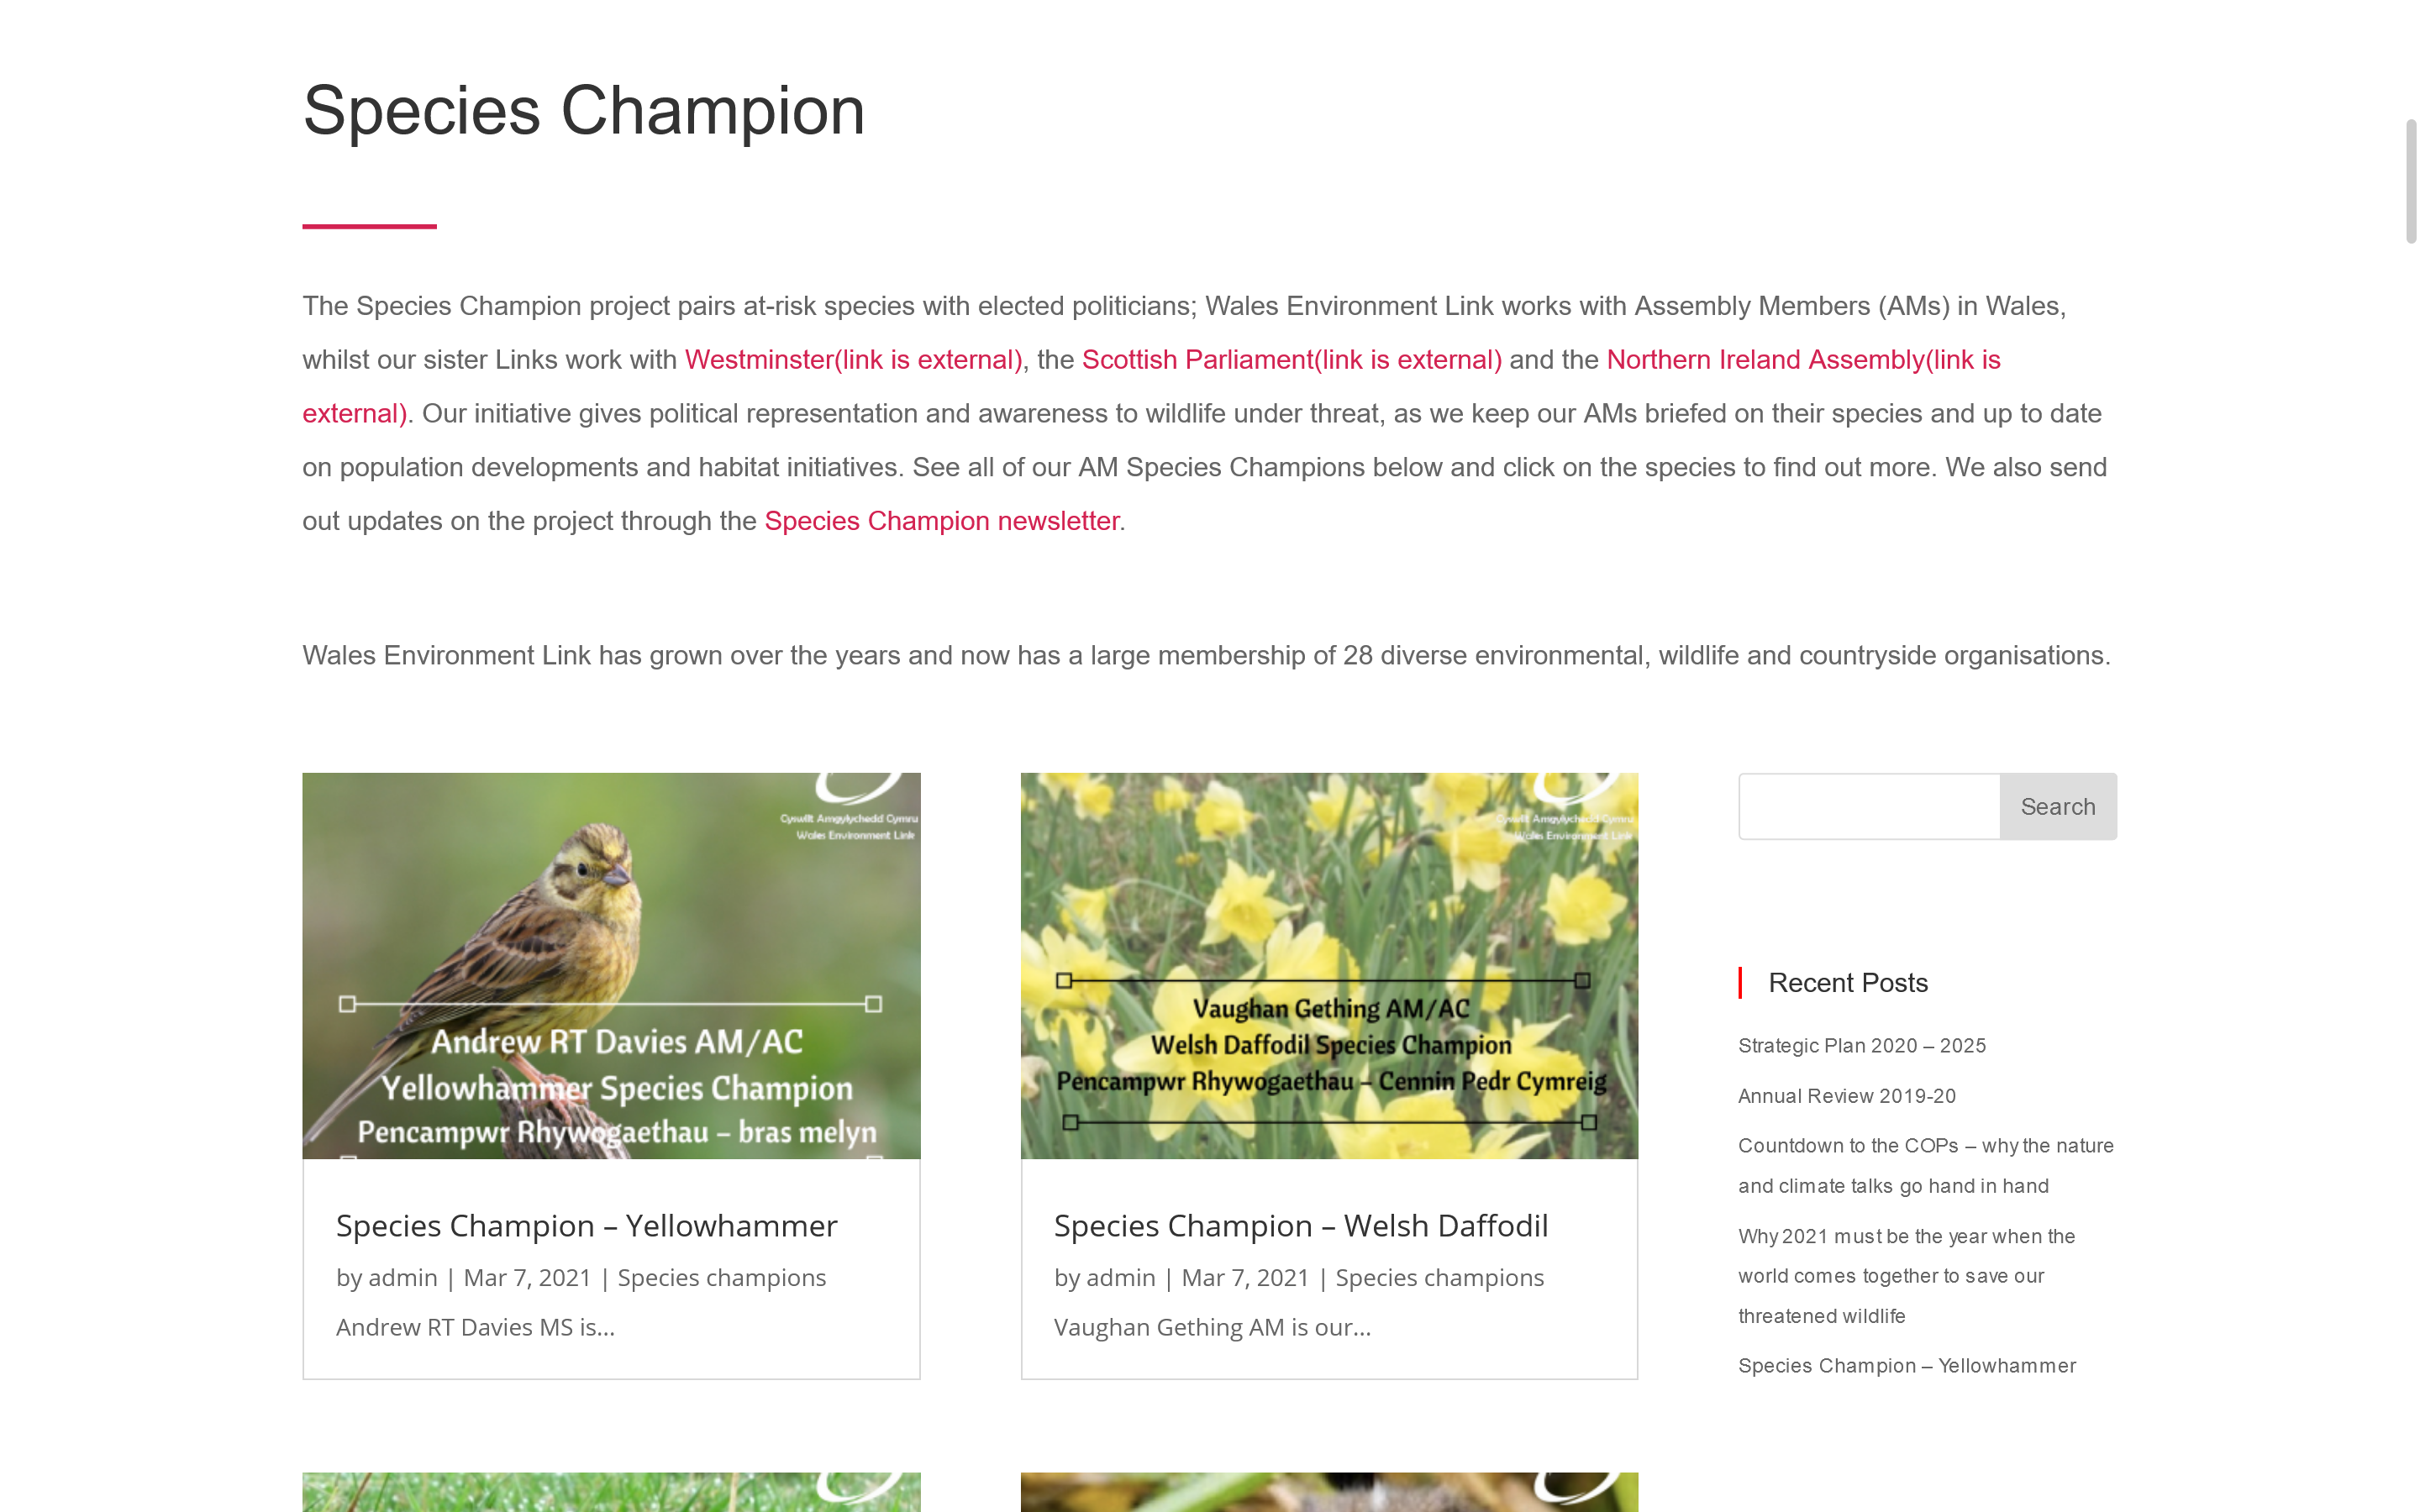 Species Champion
The Species Champion project pairs at-risk species with elected politicians; Wales Environment Link works with Assembly Members (AMs) in Wales,
whilst our sister Links work with Westminster(link is external), the Scottish Parliament(link is external) and the Northern Ireland Assembly(link is
external). Our initiative gives political representation and awareness to wildlife under threat, as we keep our AMs briefed on their species and up to date
on population developments and habitat initiatives. See all of our AM Species Champions below and click on the species to find out more. We also send
out updates on the project through the Species Champion newsletter.
Wales Environment Link has grown over the years and now has a large membership of 28 diverse environmental, wildlife and countryside organisations.
Cyswllt Amgylychedd Cymru
Wales Environment Link
Andrew RT Davies AM/AC
Yellowhammer Species Champion
Pencampwr Rhywogaethau – bras melyn
Species Champion – Yellowhammer
by admin | Mar 7, 2021 | Species champions
Andrew RT Davies MS is...
Cyswllt Amgylychedd Cymru
Wales Environment Link
Vaughan Gething AM/AC
Welsh Daffodil Species Champion
Pencampwr Rhywogaethau – Cennin Pedr Cymreig
Species Champion – Welsh Daffodil
by admin | Mar 7, 2021 | Species champions
Vaughan Gething AM is our...
Search
Recent Posts
Strategic Plan 2020 – 2025
Annual Review 2019-20
Countdown to the COPs – why the nature
and climate talks go hand in hand
Why 2021 must be the year when the
world comes together to save our
threatened wildlife
Species Champion – Yellowhammer